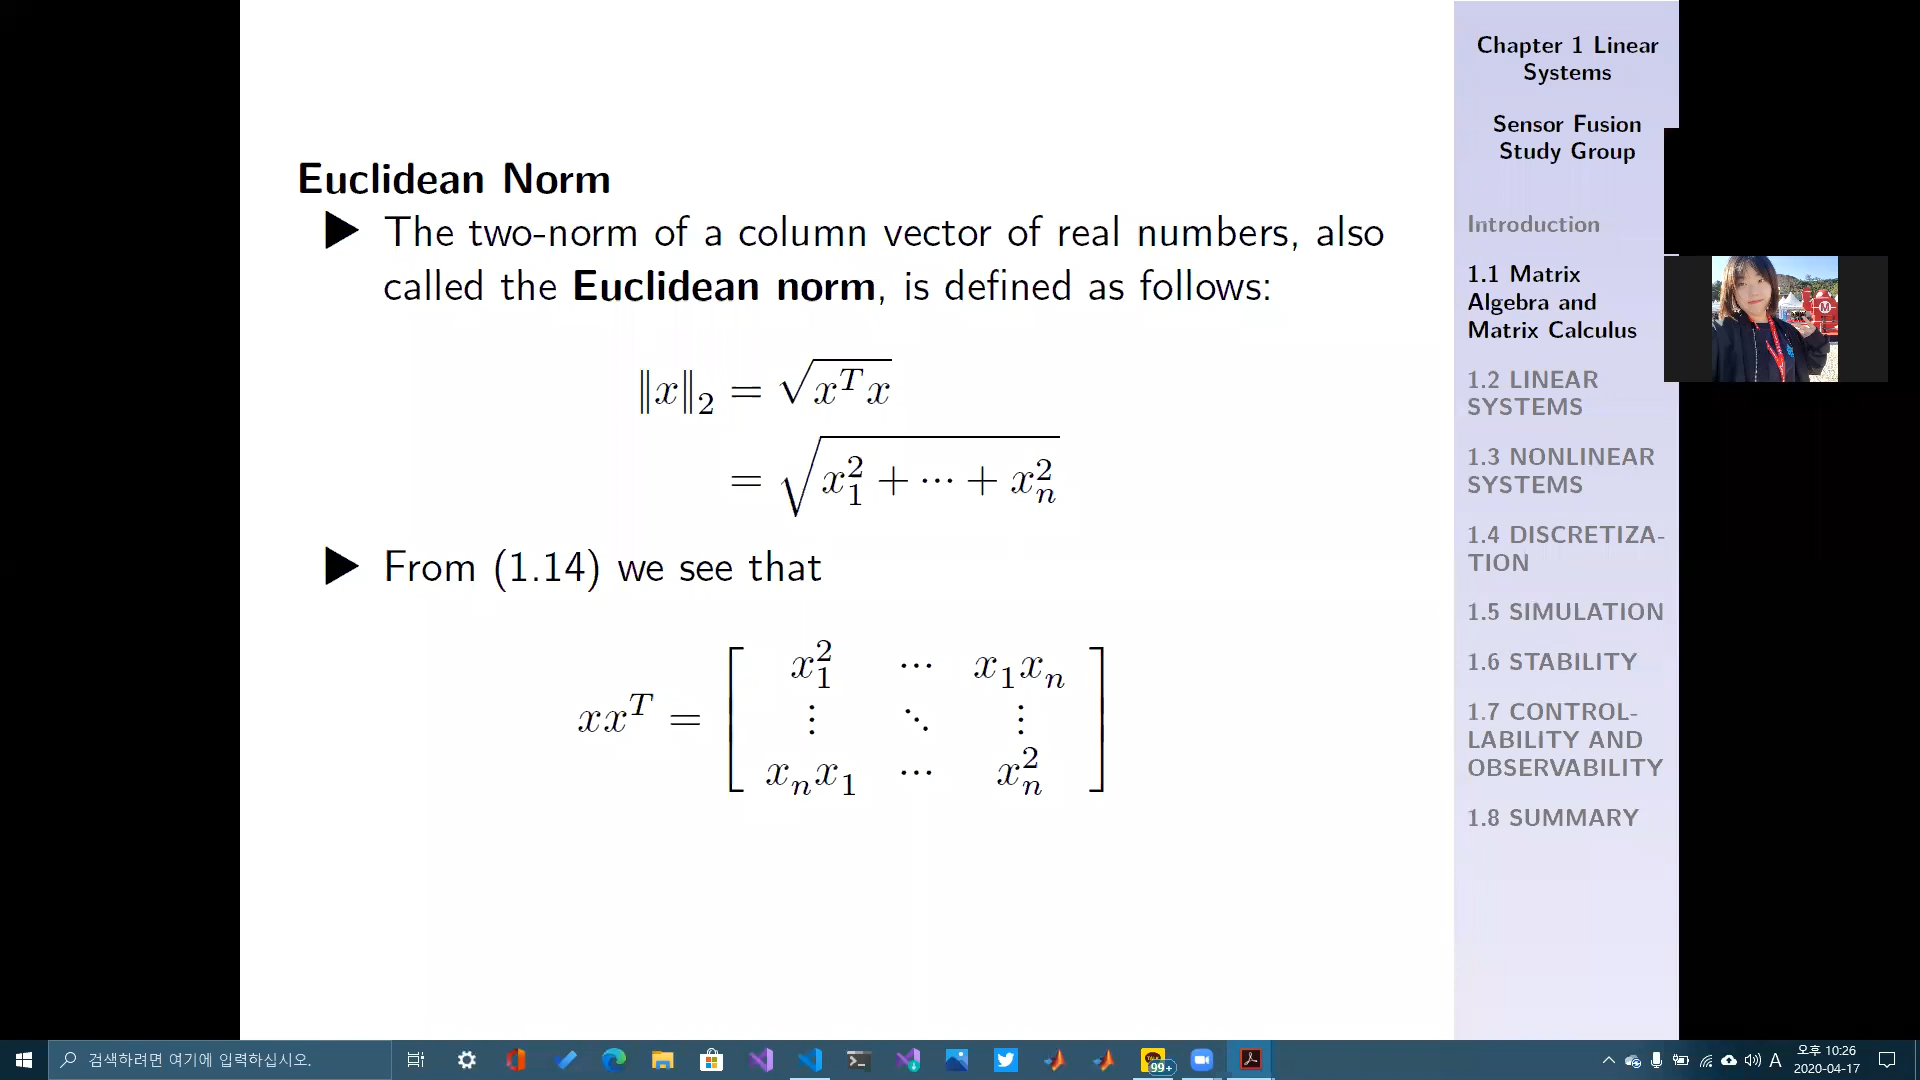 Euclidean Norm
▶ The two-norm of a column vector of real numbers, also
called the Euclidean norm, is defined as follows:
‖x‖₂ = √(xᵀx)
= √(x₁² + ⋯ + xₙ²)
▶ From (1.14) we see that
xxᵀ = [ x₁² ⋯ x₁xₙ
⋮ ⋱ ⋮
xₙx₁ ⋯ xₙ² ]
Chapter 1 Linear
Systems
Sensor Fusion
Study Group
Introduction
1.1 Matrix
Algebra and
Matrix Calculus
1.2 LINEAR
SYSTEMS
1.3 NONLINEAR
SYSTEMS
1.4 DISCRETIZA-
TION
1.5 SIMULATION
1.6 STABILITY
1.7 CONTROL-
LABILITY AND
OBSERVABILITY
1.8 SUMMARY
M
검색하려면 여기에 입력하십시오.
99+
A
오후 10:26
2020-04-17